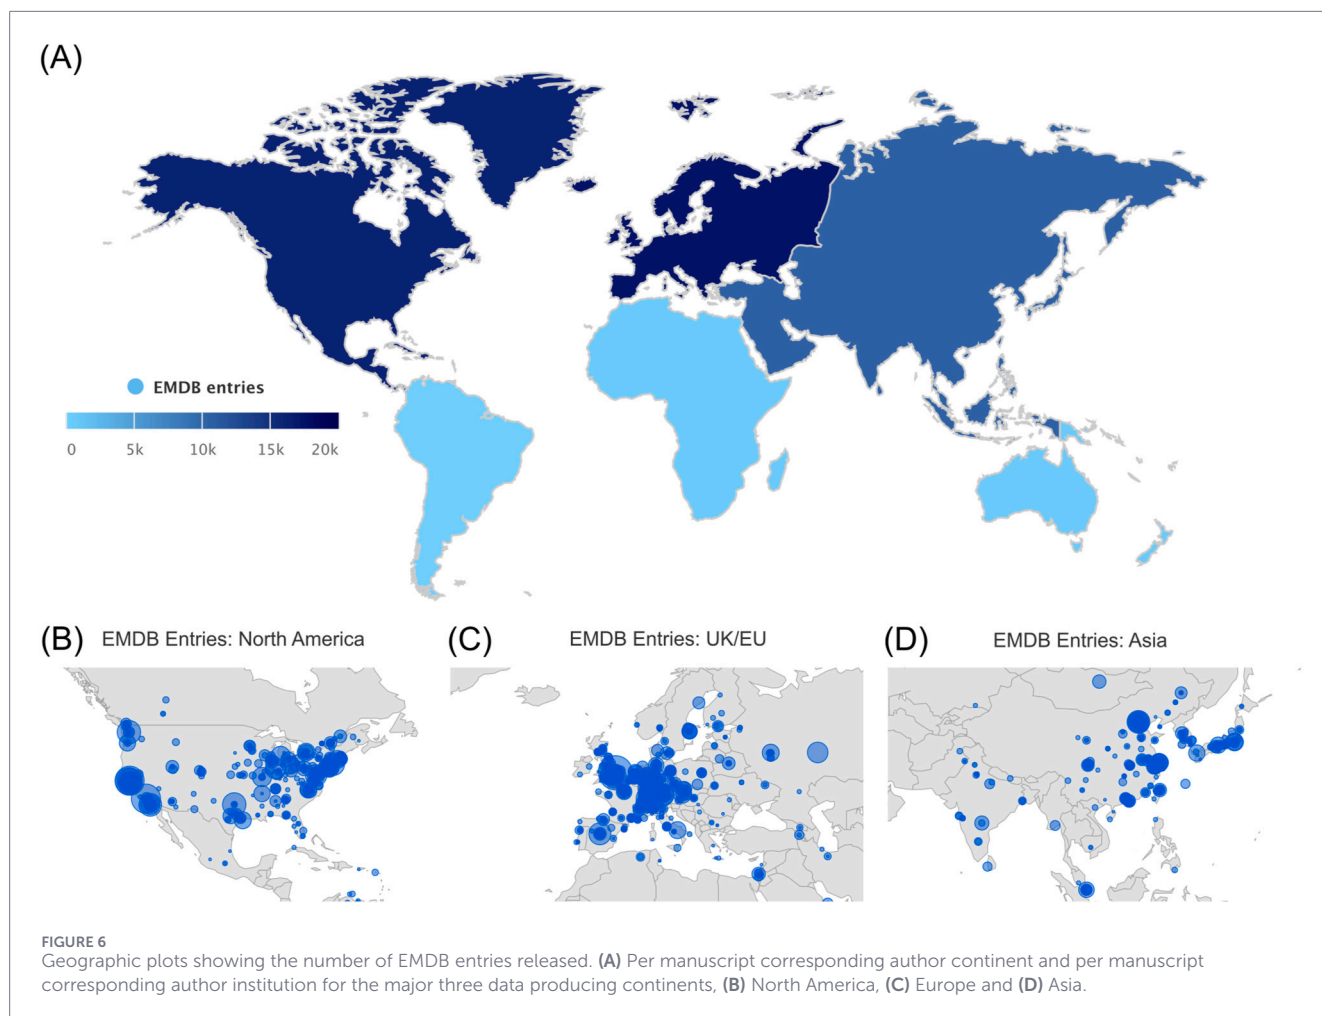 (A)
EMDB entries
0 5k 10k 15k 20k
(B) EMDB Entries: North America
(C) EMDB Entries: UK/EU
(D) EMDB Entries: Asia
FIGURE 6
Geographic plots showing the number of EMDB entries released. (A) Per manuscript corresponding author continent and per manuscript
corresponding author institution for the major three data producing continents, (B) North America, (C) Europe and (D) Asia.